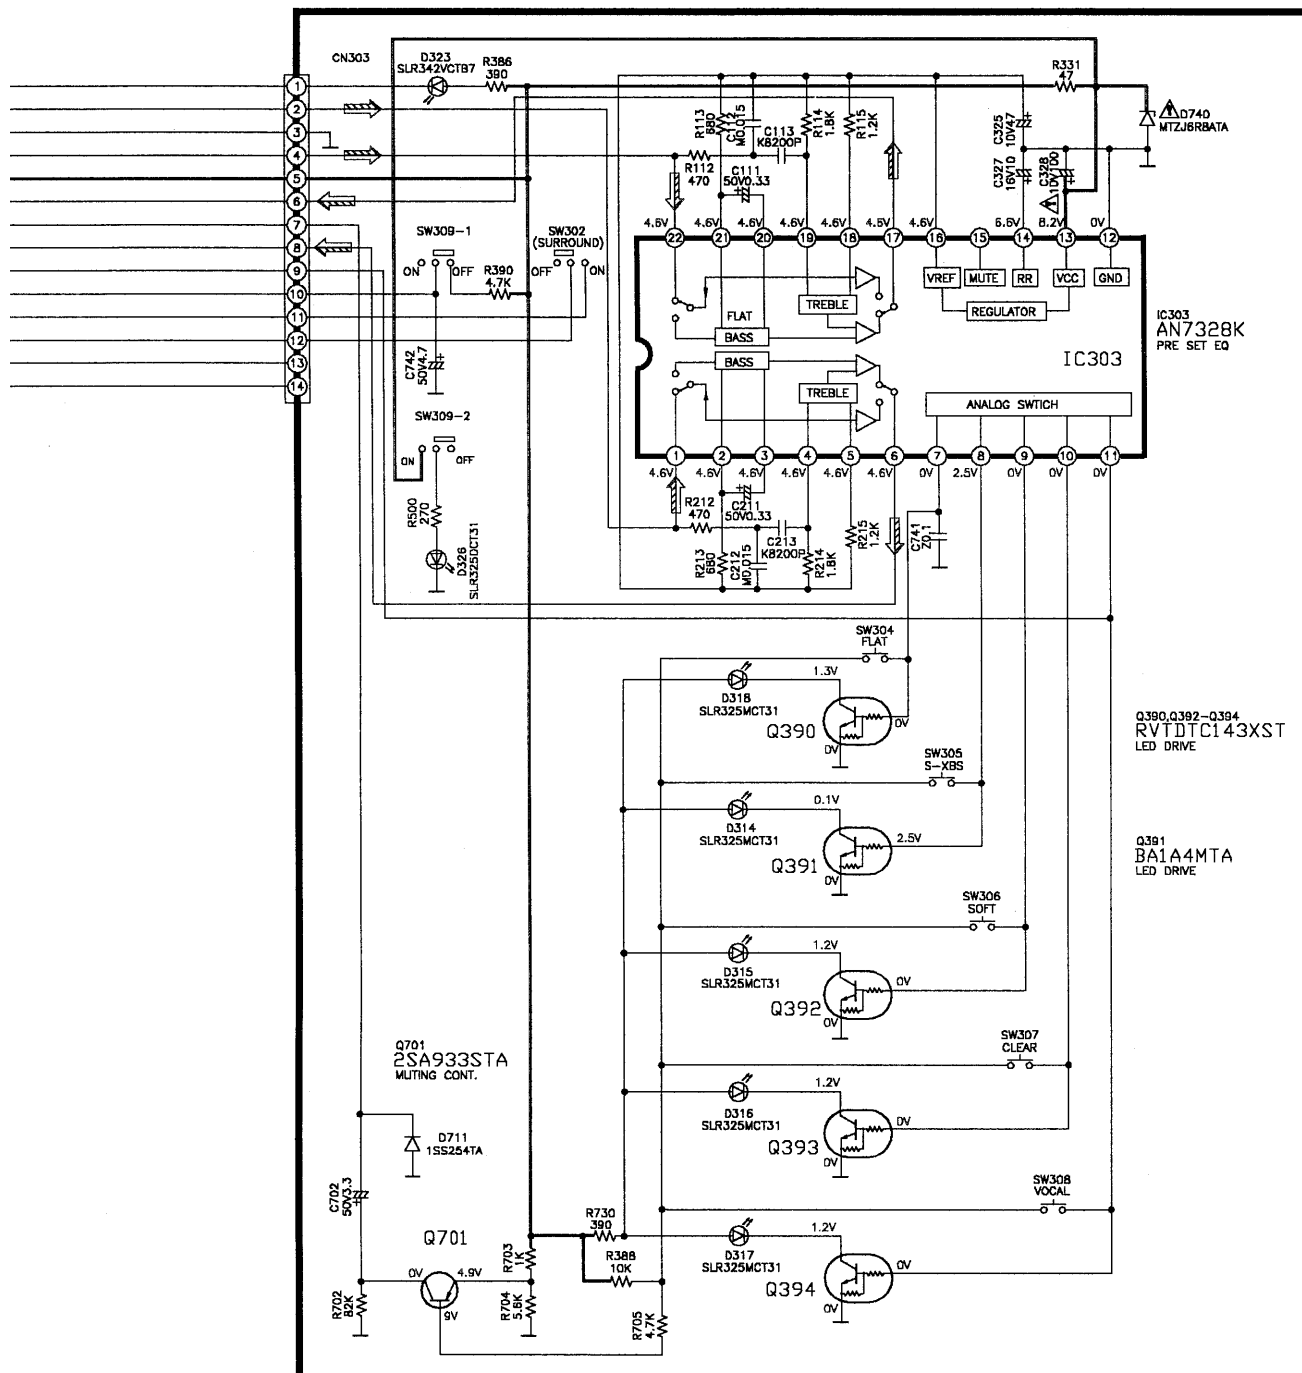 CN303
D323
SLR342VCTB7
R386
390
R331
47
D740
MTZJ6R8ATA
1
2
3
4
5
6
7
8
9
10
11
12
13
14
R113
680
C112
M0.015
C113
K8200P
R114
1.8K
R115
1.2K
C325
10V47
R112
470
C111
50V0.33
C327
16V10
C328
10V100
4.6V
4.6V
4.6V
4.6V
4.6V
4.5V
4.6V
6.6V
8.2V
0V
22
21
20
19
18
17
16
15
14
13
12
SW309-1
ON
OFF
R390
4.7K
SW302
(SURROUND)
OFF
ON
VREF
MUTE
RR
VCC
GND
REGULATOR
FLAT
BASS
TREBLE
BASS
TREBLE
IC303
AN7328K
PRE SET EQ
IC303
ANALOG SWTICH
C742
50V4.7
SW309-2
ON
OFF
1
2
3
4
5
6
7
8
9
10
11
4.6V
4.6V
4.6V
4.6V
4.6V
4.6V
0V
2.5V
0V
0V
0V
R500
270
D326
SLR325DCT31
R212
470
C211
50V0.33
C213
K8200P
R213
680
C212
M0.015
R214
1.8K
R215
1.2K
C741
Z0.1
SW304
FLAT
1.3V
D318
SLR325MCT31
Q390
0V
0V
Q390,Q392-Q394
RVTDTC143XST
LED DRIVE
SW305
S-XBS
0.1V
D314
SLR325MCT31
Q391
2.5V
0V
Q391
BA1A4MTA
LED DRIVE
SW306
SOFT
1.2V
D315
SLR325MCT31
Q392
0V
0V
Q701
2SA933STA
MUTING CONT.
SW307
CLEAR
1.2V
D316
SLR325MCT31
Q393
0V
0V
D711
1SS254TA
SW308
VOCAL
C702
50V3.3
Q701
R703
1K
R730
390
R388
10K
1.2V
D317
SLR325MCT31
Q394
0V
0V
0V
4.9V
9V
R702
82K
R704
5.6K
R705
4.7K